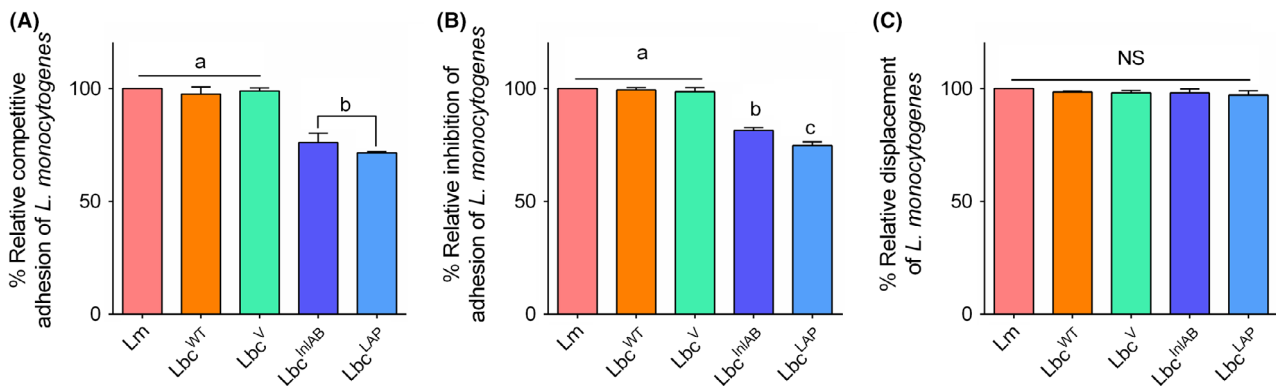 (A)
% Relative competitive
adhesion of L. monocytogenes
100
50
0
a
b
Lm
Lbc^WT
Lbc^V
Lbc^InlAB
Lbc^LAP
(B)
% Relative inhibition of
adhesion of L. monocytogenes
100
50
0
a
b
c
Lm
Lbc^WT
Lbc^V
Lbc^InlAB
Lbc^LAP
(C)
% Relative displacement
of L. monocytogenes
100
50
0
NS
Lm
Lbc^WT
Lbc^V
Lbc^InlAB
Lbc^LAP